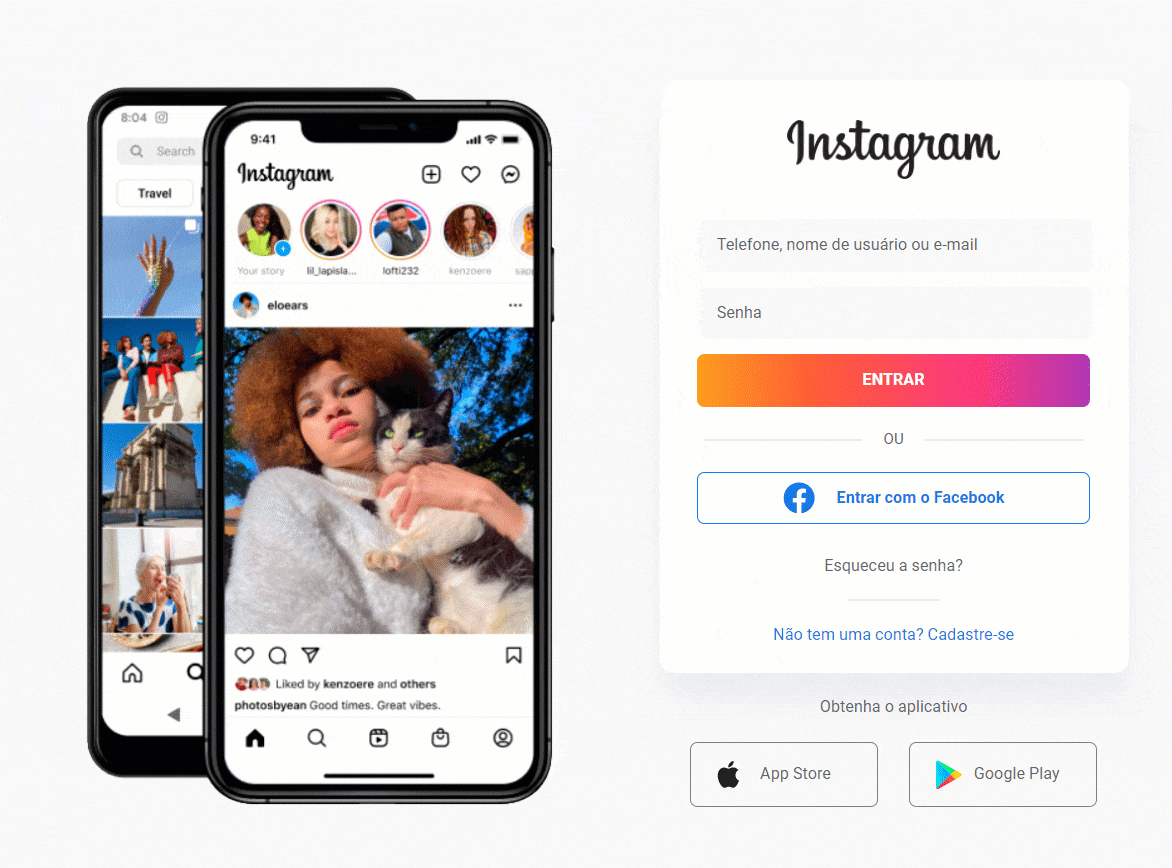 8:04
Search
Travel
9:41
Instagram
Your story
lil_lapisla...
lofti232
kenzoere
eloears
Liked by kenzoere and others
photosbyean Good times. Great vibes.
Instagram
Telefone, nome de usuário ou e-mail
Senha
ENTRAR
OU
Entrar com o Facebook
Esqueceu a senha?
Não tem uma conta? Cadastre-se
Obtenha o aplicativo
App Store
Google Play